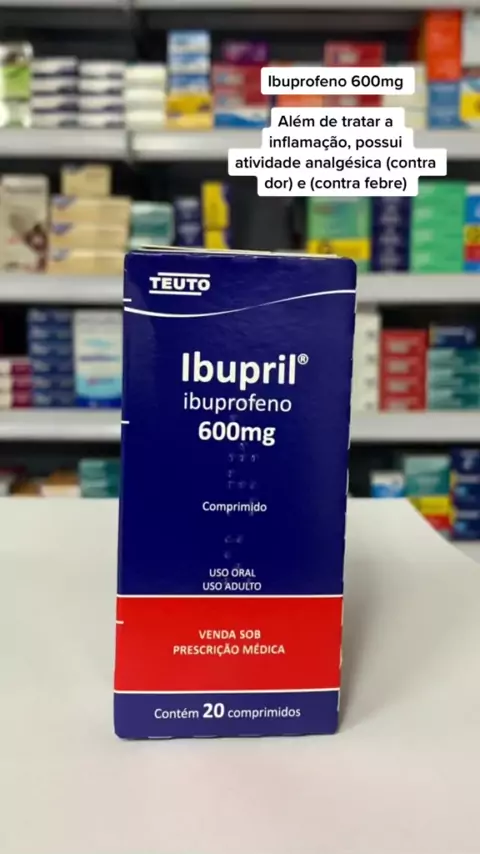 Ibuprofeno 600mg
Além de tratar a
inflamação, possui
atividade analgésica (contra
dor) e (contra febre)
TEUTO
Ibupril®
ibuprofeno
600mg
Comprimido
USO ORAL
USO ADULTO
VENDA SOB
PRESCRIÇÃO MÉDICA
Contém 20 comprimidos